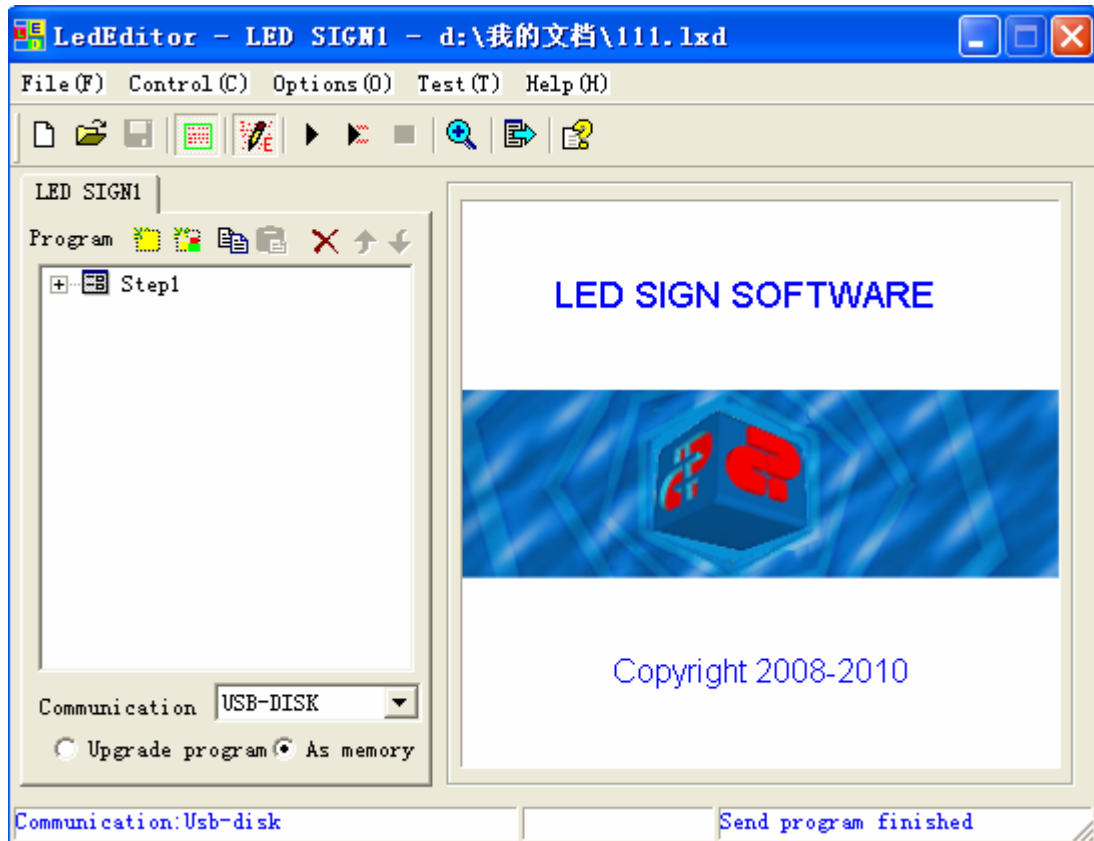 LedEditor - LED SIGN1 - d:\我的文档\111.lxd
File(F) Control(C) Options(O) Test(T) Help(H)
LED SIGN1
Program
Step1
LED SIGN SOFTWARE
Copyright 2008-2010
Communication USB-DISK
Upgrade program As memory
Communication:Usb-disk Send program finished